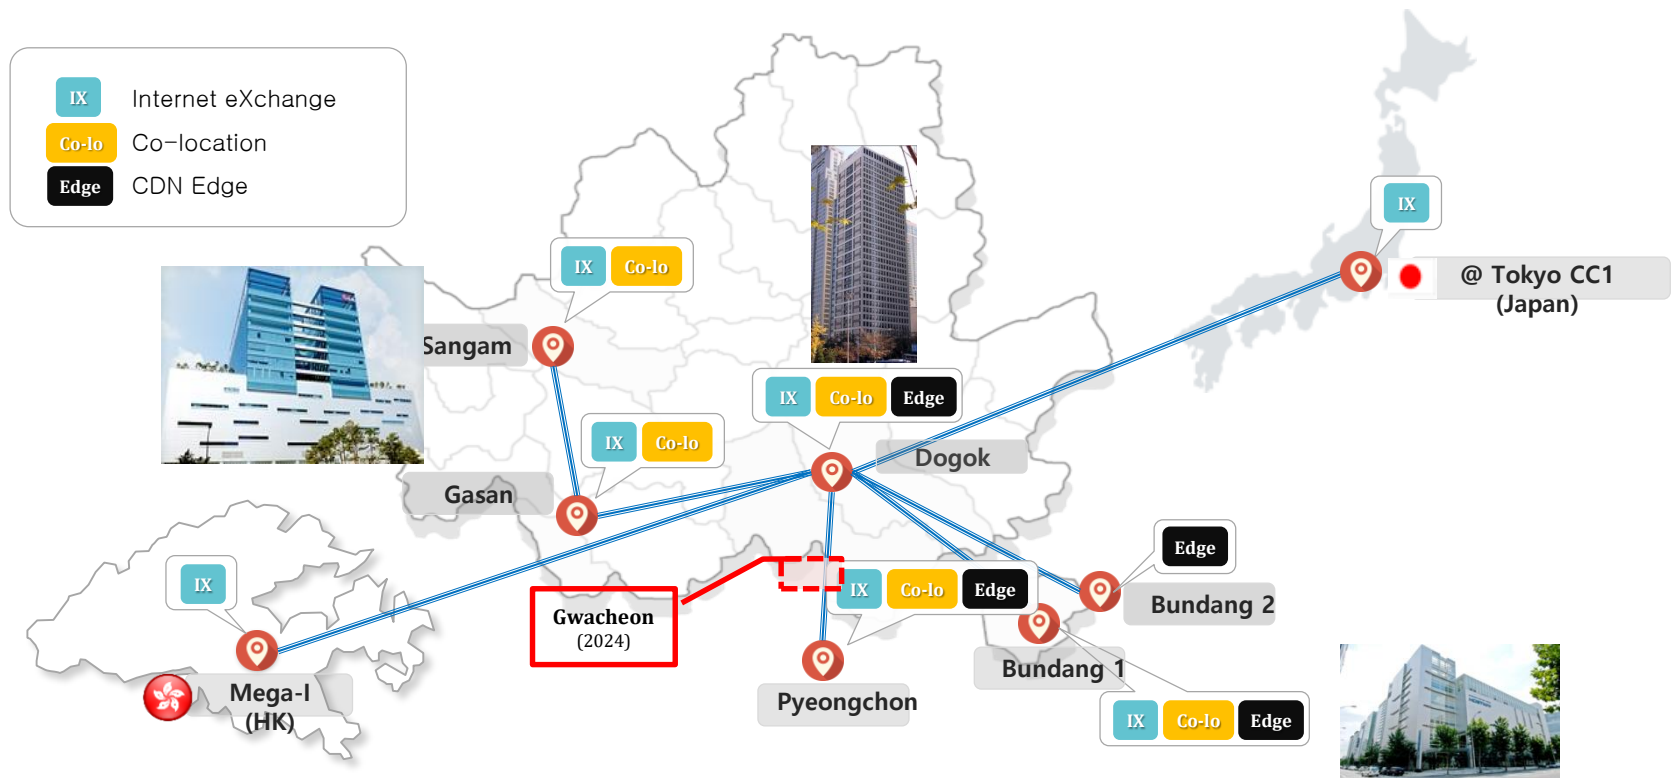 IX Internet eXchange
Co-lo Co-location
Edge CDN Edge
IX
@ Tokyo CC1
(Japan)
IX Co-lo
Sangam
IX Co-lo Edge
Dogok
IX Co-lo
Gasan
IX
Mega-I
(HK)
Gwacheon
(2024)
IX Co-lo Edge
Pyeongchon
Edge
Bundang 2
Bundang 1
IX Co-lo Edge